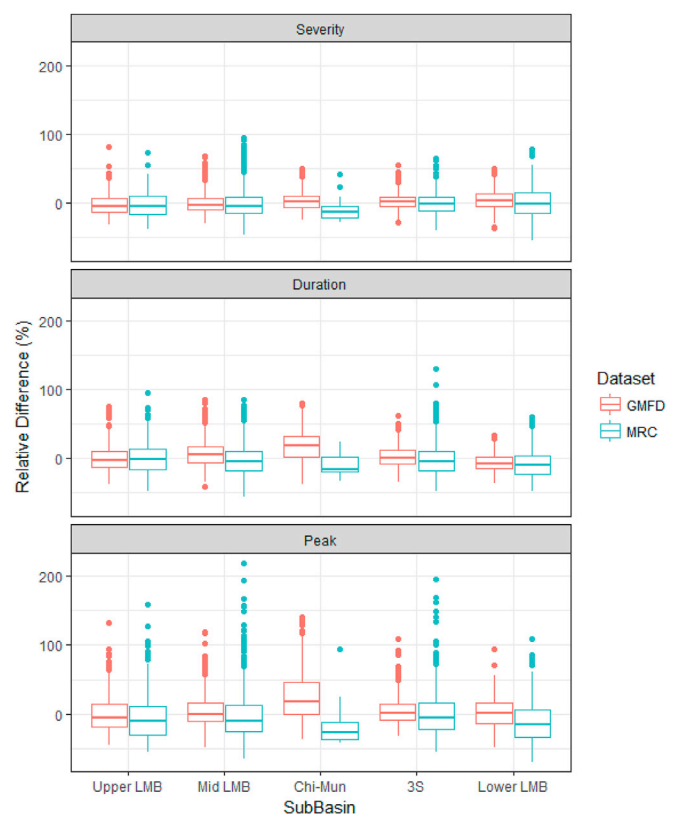 Severity
200
100
0
Duration
200
100
0
Peak
200
100
0
Relative Difference (%)
Upper LMB Mid LMB Chi-Mun 3S Lower LMB
SubBasin
Dataset
GMFD
MRC